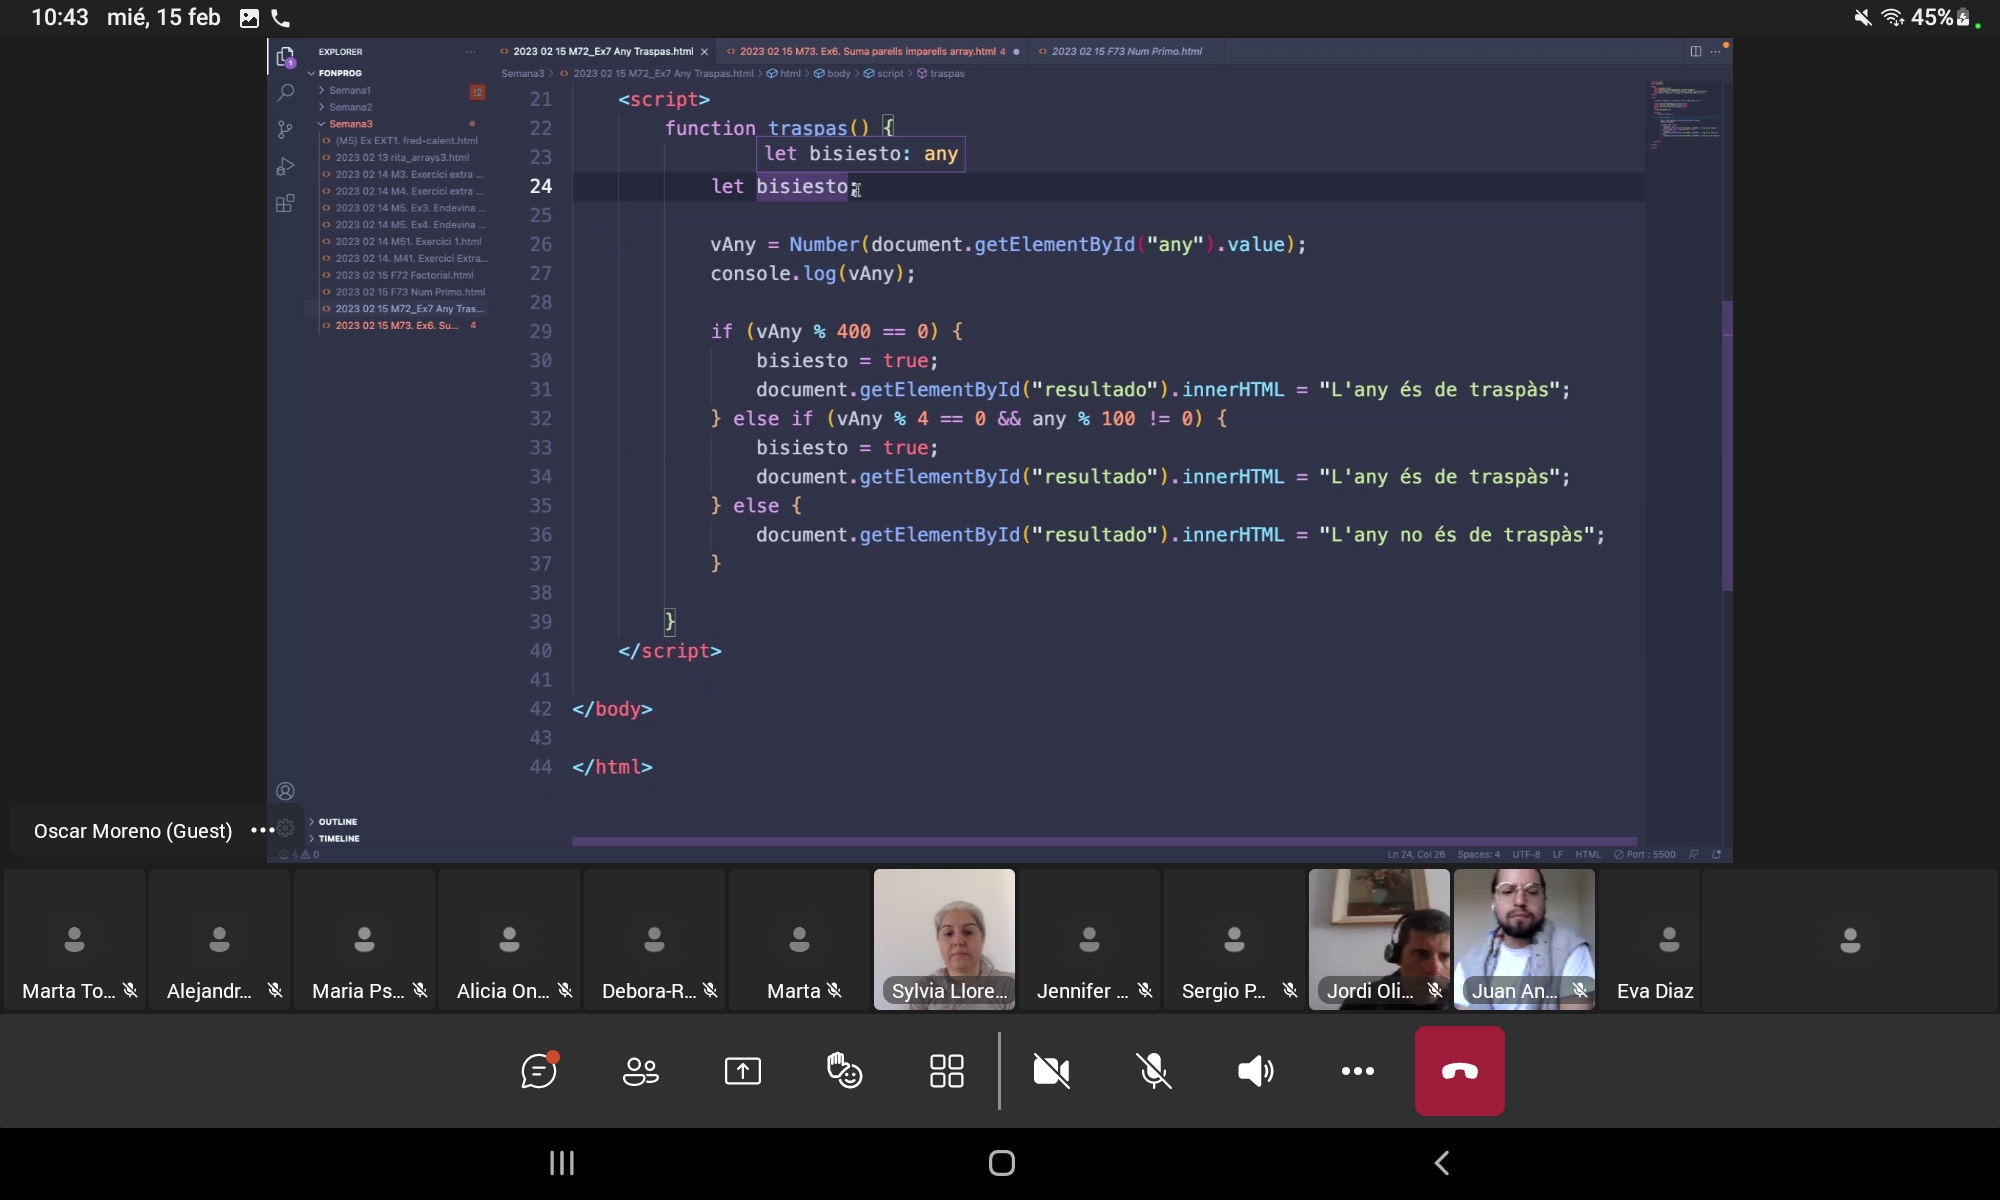 10:43 mié, 15 feb
45%
EXPLORER
FONPROG
Semana1
12
Semana2
Semana3
(M5) Ex EXT1. fred-calent.html
2023 02 13 rita_arrays3.html
2023 02 14 M3. Exercici extra ...
2023 02 14 M4. Exercici extra ...
2023 02 14 M5. Ex3. Endevina ...
2023 02 14 M5. Ex4. Endevina ...
2023 02 14 M51. Exercici 1.html
2023 02 14. M41. Exercici Extra...
2023 02 15 F72 Factorial.html
2023 02 15 F73 Num Primo.html
2023 02 15 M72_Ex7 Any Tras...
2023 02 15 M73. Ex6. Su... 4
OUTLINE
TIMELINE
4 0
2023 02 15 M72_Ex7 Any Traspas.html
2023 02 15 M73. Ex6. Suma parells imparells array.html 4
2023 02 15 F73 Num Primo.html
Semana3 > 2023 02 15 M72_Ex7 Any Traspas.html > html > body > script > traspas
21 <script>
22 function traspas() {
let bisiesto: any
23
24 let bisiesto;
25
26 vAny = Number(document.getElementById("any").value);
27 console.log(vAny);
28
29 if (vAny % 400 == 0) {
30 bisiesto = true;
31 document.getElementById("resultado").innerHTML = "L'any és de traspàs";
32 } else if (vAny % 4 == 0 && any % 100 != 0) {
33 bisiesto = true;
34 document.getElementById("resultado").innerHTML = "L'any és de traspàs";
35 } else {
36 document.getElementById("resultado").innerHTML = "L'any no és de traspàs";
37 }
38
39 }
40 </script>
41
42 </body>
43
44 </html>
Ln 24, Col 26 Spaces: 4 UTF-8 LF HTML Port : 5500
Oscar Moreno (Guest)
Marta To...
Alejandr...
Maria Ps...
Alicia On...
Debora-R...
Marta
Sylvia Llore...
Jennifer ...
Sergio P...
Jordi Oli...
Juan An...
Eva Diaz